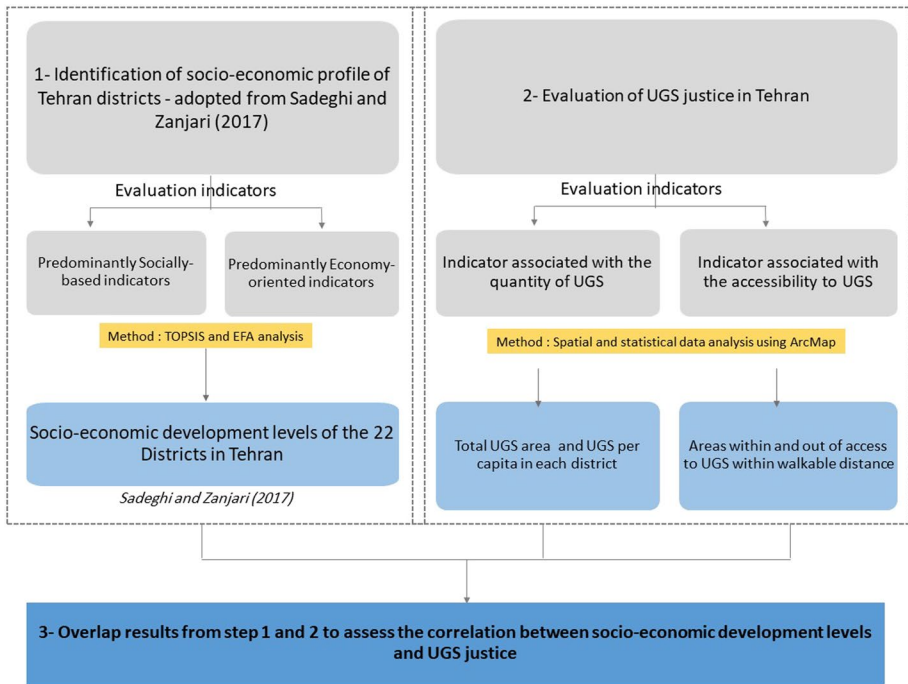 1- Identification of socio-economic profile of
Tehran districts - adopted from Sadeghi and
Zanjari (2017)
Evaluation indicators
Predominantly Socially-
based indicators
Predominantly Economy-
oriented indicators
Method : TOPSIS and EFA analysis
Socio-economic development levels of the 22
Districts in Tehran
Sadeghi and Zanjari (2017)
2- Evaluation of UGS justice in Tehran
Evaluation indicators
Indicator associated with the
quantity of UGS
Indicator associated with
the accessibility to UGS
Method : Spatial and statistical data analysis using ArcMap
Total UGS area and UGS per
capita in each district
Areas within and out of access
to UGS within walkable distance
3- Overlap results from step 1 and 2 to assess the correlation between socio-economic development levels
and UGS justice